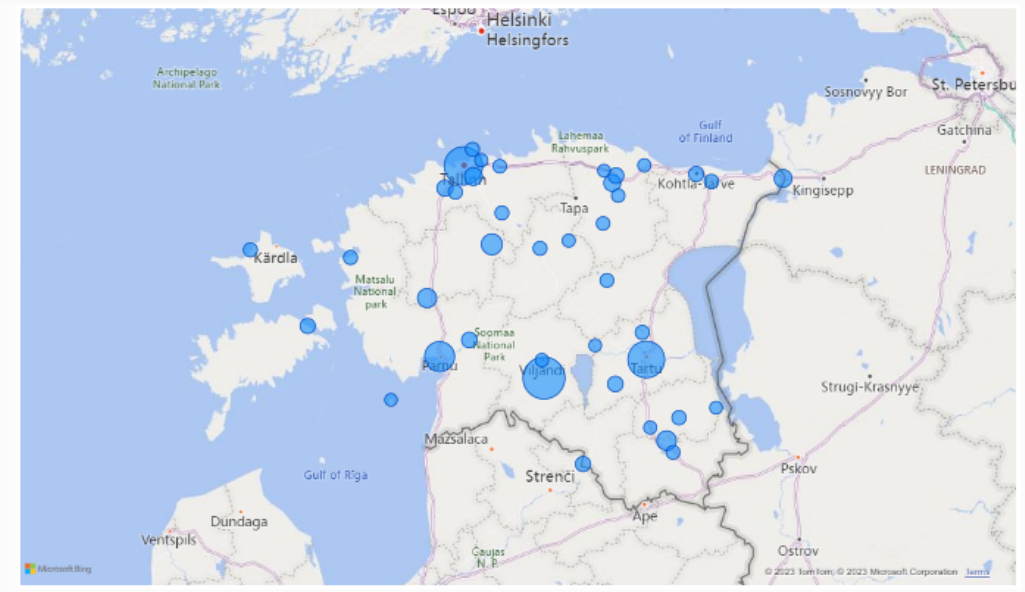 Espoo
Helsinki
Helsingfors
Archipelago
National Park
St. Petersbu
Sosnovyy Bor
Gulf
of Finland
Lahemaa
Rahvuspark
Gatchina
LENINGRAD
Tallinn
Kohtla-Järve
Kingisepp
Tapa
Kärdla
Matsalu
National
park
Soomaa
National
Park
Pärnu
Viljandi
Tartu
Strugi-Krasnyye
Mazsalaca
Gulf of Rīga
Strenči
Pskov
Dundaga
Ape
Ventspils
Gaujas
N. P.
Ostrov
Microsoft Bing
© 2023 TomTom, © 2023 Microsoft Corporation Terms